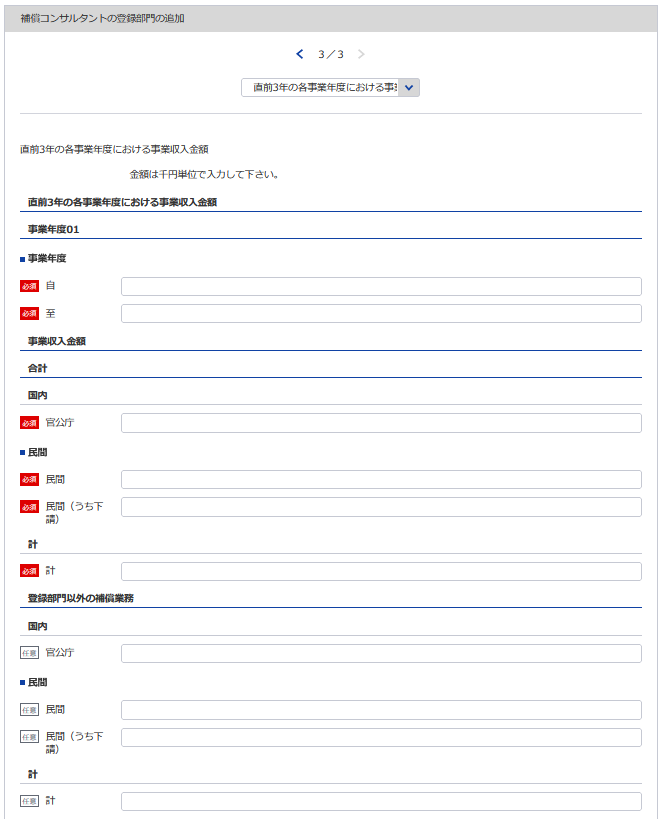 補償コンサルタントの登録部門の追加
3／3
直前3年の各事業年度における事業
直前3年の各事業年度における事業収入金額
金額は千円単位で入力して下さい。
直前3年の各事業年度における事業収入金額
事業年度01
事業年度
必須 自
必須 至
事業収入金額
合計
国内
必須 官公庁
民間
必須 民間
必須 民間（うち下
請）
計
必須 計
登録部門以外の補償業務
国内
任意 官公庁
民間
任意 民間
任意 民間（うち下
請）
計
任意 計